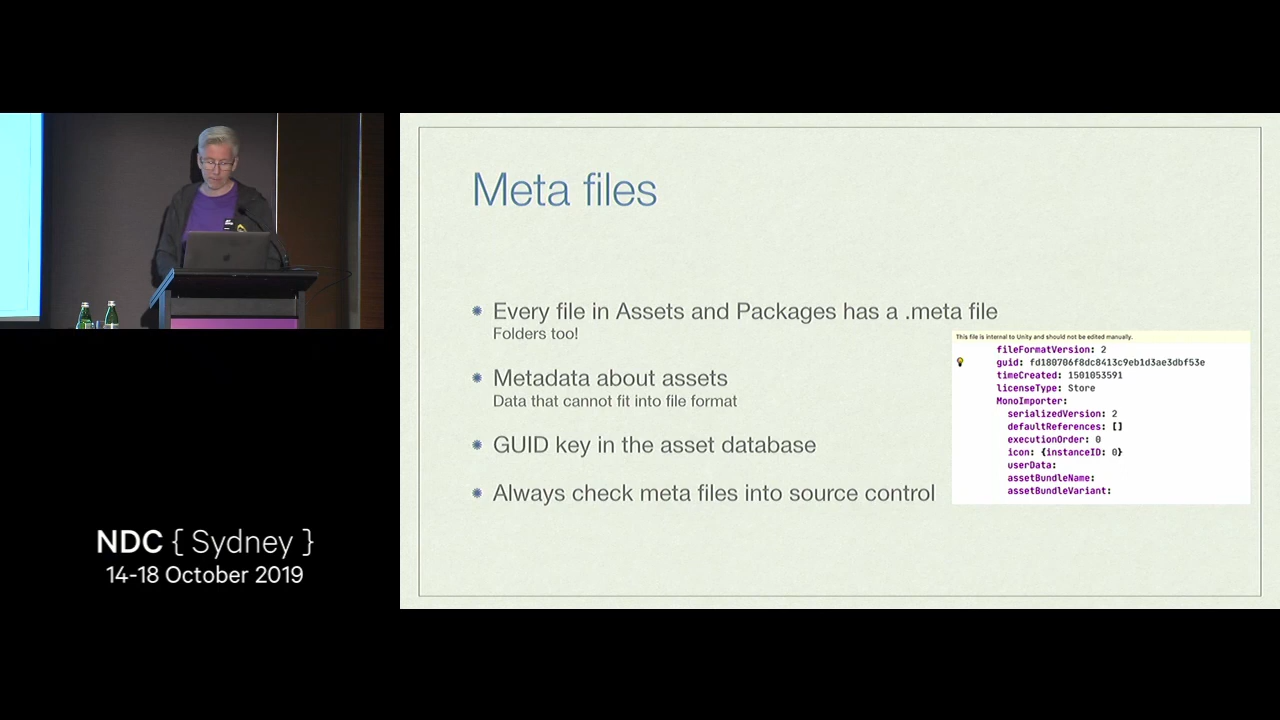 Meta files
Every file in Assets and Packages has a .meta file
Folders too!
Metadata about assets
Data that cannot fit into file format
GUID key in the asset database
Always check meta files into source control
This file is internal to Unity and should not be edited manually.
fileFormatVersion: 2
guid: fd180706f8dc8413c9eb1d3ae3dbf53e
timeCreated: 1501053591
licenseType: Store
MonoImporter:
serializedVersion: 2
defaultReferences: []
executionOrder: 0
icon: {instanceID: 0}
userData:
assetBundleName:
assetBundleVariant:
NDC { Sydney }
14-18 October 2019